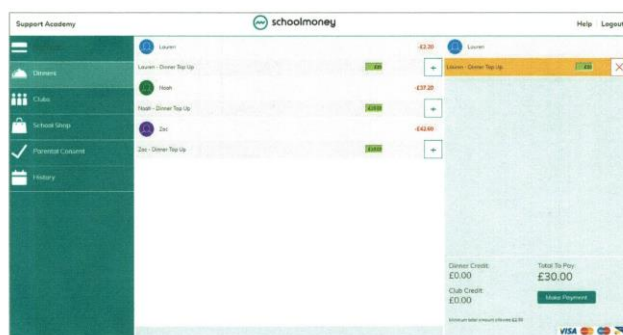 Support Academy
schoolmoney
Help
Logout
Dinners
Clubs
School Shop
Parental Consent
History
Lauren
Lauren - Dinner Top Up
Noah
-£37.20
Noah - Dinner Top Up
Zac
Zac - Dinner Top Up
Lauren
Lauren - Dinner Top Up
Dinner Credit:
£0.00
Club Credit:
£0.00
Total To Pay:
£30.00
Make Payment
VISA